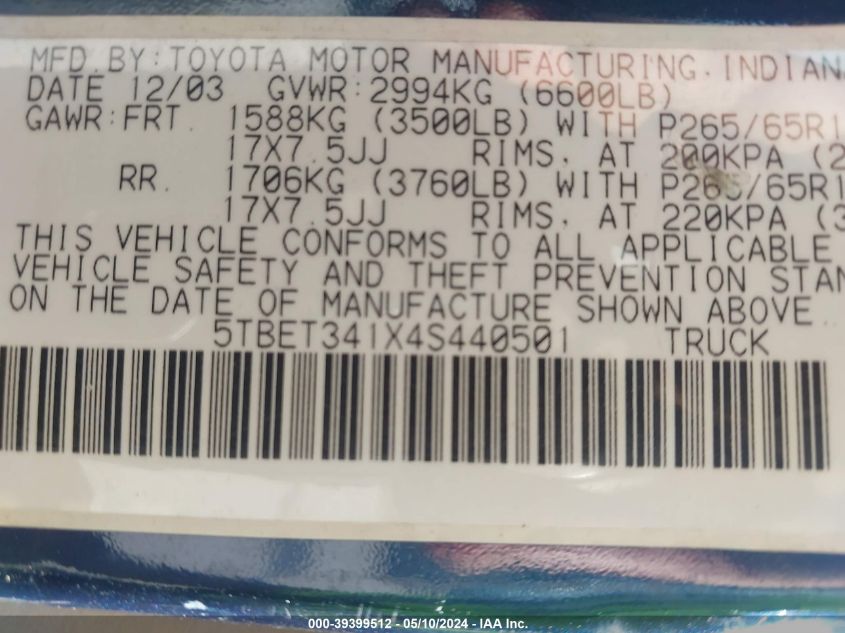 MFD. BY: TOYOTA MOTOR MANUFACTURING. INDIANA
DATE 12/03 GVWR: 2994KG (6600LB)
GAWR: FRT. 1588KG (3500LB) WITH P265/65R1
17X7.5JJ RIMS. AT 200KPA (2
RR. 1706KG (3760LB) WITH P265/65R1
17X7.5JJ RIMS. AT 220KPA (3
THIS VEHICLE CONFORMS TO ALL APPLICABLE
VEHICLE SAFETY AND THEFT PREVENTION STAN
ON THE DATE OF MANUFACTURE SHOWN ABOVE.
5TBET341X4S440501 TRUCK
000-39399512 - 05/10/2024 - IAA Inc.